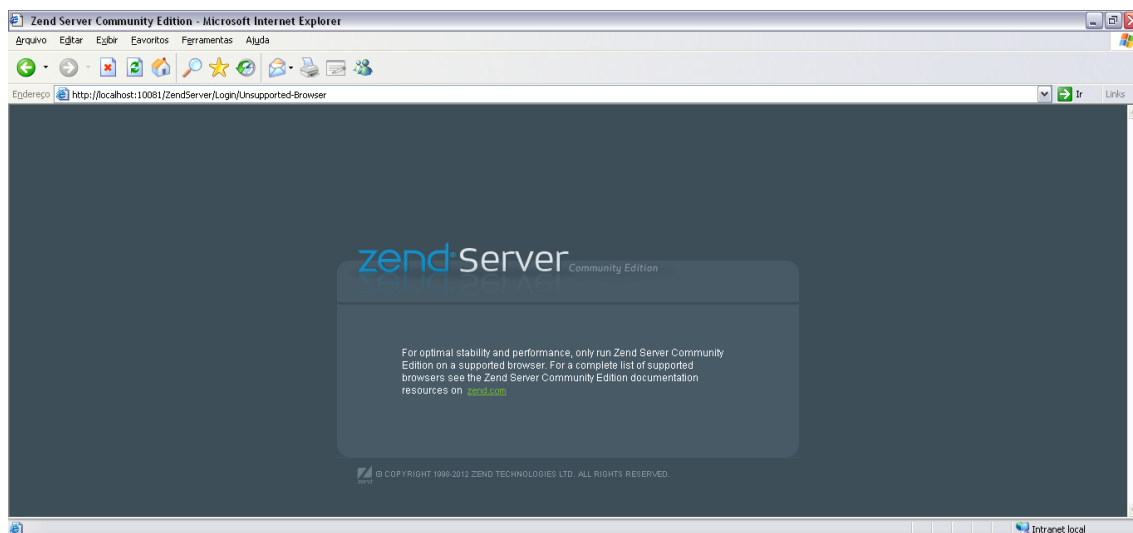 Zend Server Community Edition - Microsoft Internet Explorer
Arquivo Editar Exibir Favoritos Ferramentas Ajuda
Endereço http://localhost:10081/ZendServer/Login/Unsupported-Browser Ir Links
zend Server Community Edition
For optimal stability and performance, only run Zend Server Community
Edition on a supported browser. For a complete list of supported
browsers see the Zend Server Community Edition documentation
resources on zend.com
zend © COPYRIGHT 1998-2012 ZEND TECHNOLOGIES LTD. ALL RIGHTS RESERVED.
Intranet local